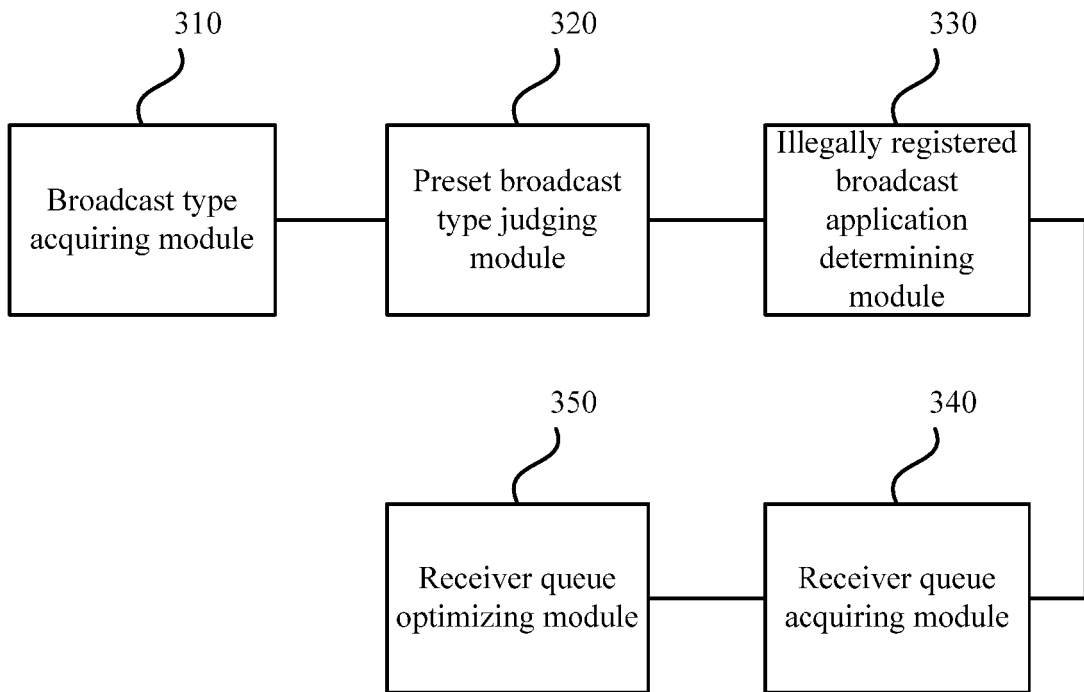 310
320
330
Broadcast type
acquiring module
Preset broadcast
type judging
module
Illegally registered
broadcast
application
determining
module
350
340
Receiver queue
optimizing module
Receiver queue
acquiring module